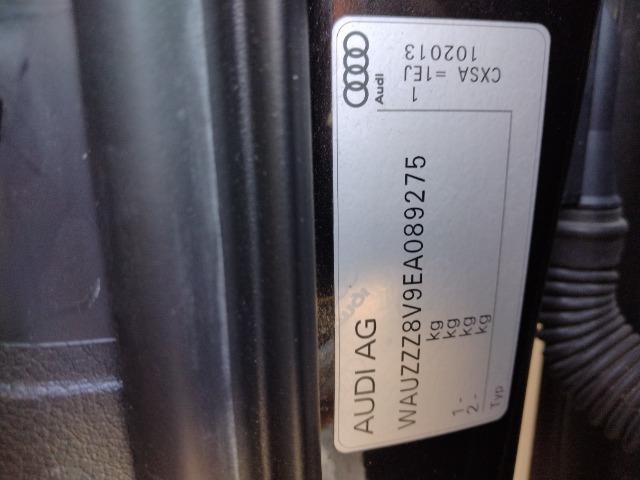 AUDI AG
WAUZZZ8V9EA089275
kg
kg
1- kg
2- kg
Typ
Audi
1
CXSA =1EJ
102013